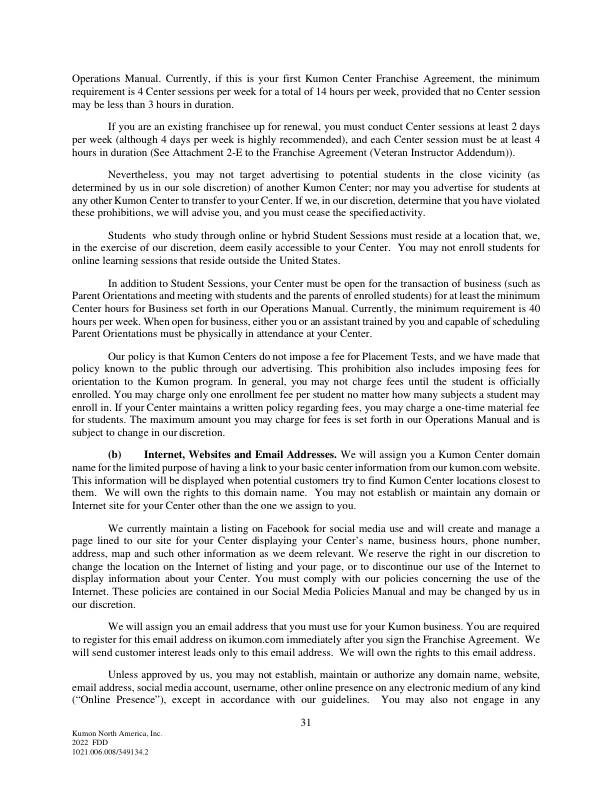 Operations Manual. Currently, if this is your first Kumon Center Franchise Agreement, the minimum
requirement is 4 Center sessions per week for a total of 14 hours per week, provided that no Center session
may be less than 3 hours in duration.
If you are an existing franchisee up for renewal, you must conduct Center sessions at least 2 days
per week (although 4 days per week is highly recommended), and each Center session must be at least 4
hours in duration (See Attachment 2-E to the Franchise Agreement (Veteran Instructor Addendum)).
Nevertheless, you may not target advertising to potential students in the close vicinity (as
determined by us in our sole discretion) of another Kumon Center; nor may you advertise for students at
any other Kumon Center to transfer to your Center. If we, in our discretion, determine that you have violated
these prohibitions, we will advise you, and you must cease the specified activity.
Students who study through online or hybrid Student Sessions must reside at a location that, we,
in the exercise of our discretion, deem easily accessible to your Center. You may not enroll students for
online learning sessions that reside outside the United States.
In addition to Student Sessions, your Center must be open for the transaction of business (such as
Parent Orientations and meeting with students and the parents of enrolled students) for at least the minimum
Center hours for Business set forth in our Operations Manual. Currently, the minimum requirement is 40
hours per week. When open for business, either you or an assistant trained by you and capable of scheduling
Parent Orientations must be physically in attendance at your Center.
Our policy is that Kumon Centers do not impose a fee for Placement Tests, and we have made that
policy known to the public through our advertising. This prohibition also includes imposing fees for
orientation to the Kumon program. In general, you may not charge fees until the student is officially
enrolled. You may charge only one enrollment fee per student no matter how many subjects a student may
enroll in. If your Center maintains a written policy regarding fees, you may charge a one-time material fee
for students. The maximum amount you may charge for fees is set forth in our Operations Manual and is
subject to change in our discretion.
(b) Internet, Websites and Email Addresses. We will assign you a Kumon Center domain
name for the limited purpose of having a link to your basic center information from our kumon.com website.
This information will be displayed when potential customers try to find Kumon Center locations closest to
them. We will own the rights to this domain name. You may not establish or maintain any domain or
Internet site for your Center other than the one we assign to you.
We currently maintain a listing on Facebook for social media use and will create and manage a
page lined to our site for your Center displaying your Center's name, business hours, phone number,
address, map and such other information as we deem relevant. We reserve the right in our discretion to
change the location on the Internet of listing and your page, or to discontinue our use of the Internet to
display information about your Center. You must comply with our policies concerning the use of the
Internet. These policies are contained in our Social Media Policies Manual and may be changed by us in
our discretion.
We will assign you an email address that you must use for your Kumon business. You are required
to register for this email address on ikumon.com immediately after you sign the Franchise Agreement. We
will send customer interest leads only to this email address. We will own the rights to this email address.
Unless approved by us, you may not establish, maintain or authorize any domain name, website,
email address, social media account, username, other online presence on any electronic medium of any kind
("Online Presence"), except in accordance with our guidelines. You may also not engage in any
31
Kumon North America, Inc.
2022 FDD
1021.006.008/349134.2